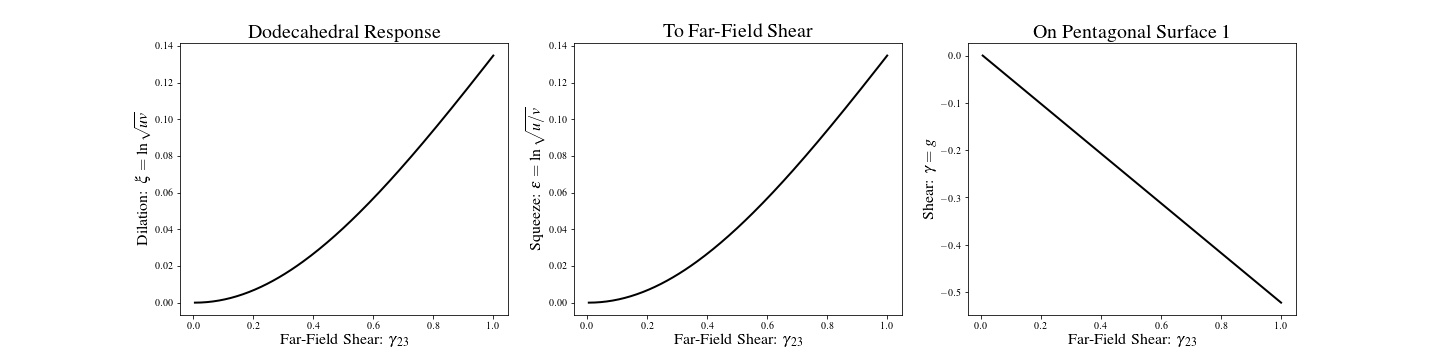 Dodecahedral Response
Dilation: ξ = ln √uv
0.14
0.12
0.10
0.08
0.06
0.04
0.02
0.00
0.0 0.2 0.4 0.6 0.8 1.0
Far-Field Shear: γ23
To Far-Field Shear
Squeeze: ε = ln √u/v
0.14
0.12
0.10
0.08
0.06
0.04
0.02
0.00
0.0 0.2 0.4 0.6 0.8 1.0
Far-Field Shear: γ23
On Pentagonal Surface 1
Shear: γ = g
0.0
−0.1
−0.2
−0.3
−0.4
−0.5
0.0 0.2 0.4 0.6 0.8 1.0
Far-Field Shear: γ23